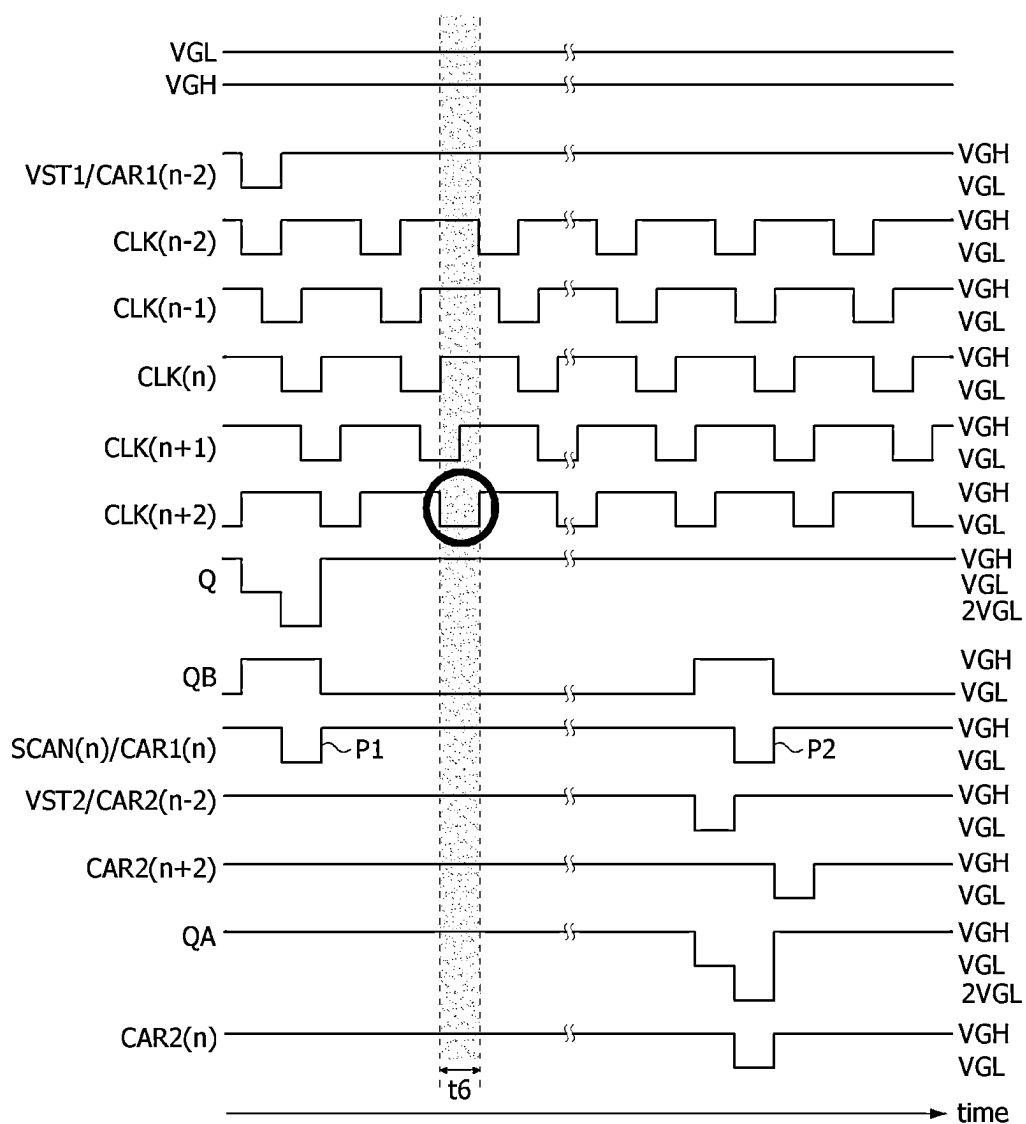 VGL
VGH
VST1/CAR1(n-2) VGH
VGL
CLK(n-2) VGH
VGL
CLK(n-1) VGH
VGL
CLK(n) VGH
VGL
CLK(n+1) VGH
VGL
CLK(n+2) VGH
VGL
Q VGH
VGL
2VGL
QB VGH
VGL
SCAN(n)/CAR1(n) P1 P2 VGH
VGL
VST2/CAR2(n-2) VGH
VGL
CAR2(n+2) VGH
VGL
QA VGH
VGL
2VGL
CAR2(n) VGH
VGL
t6
time